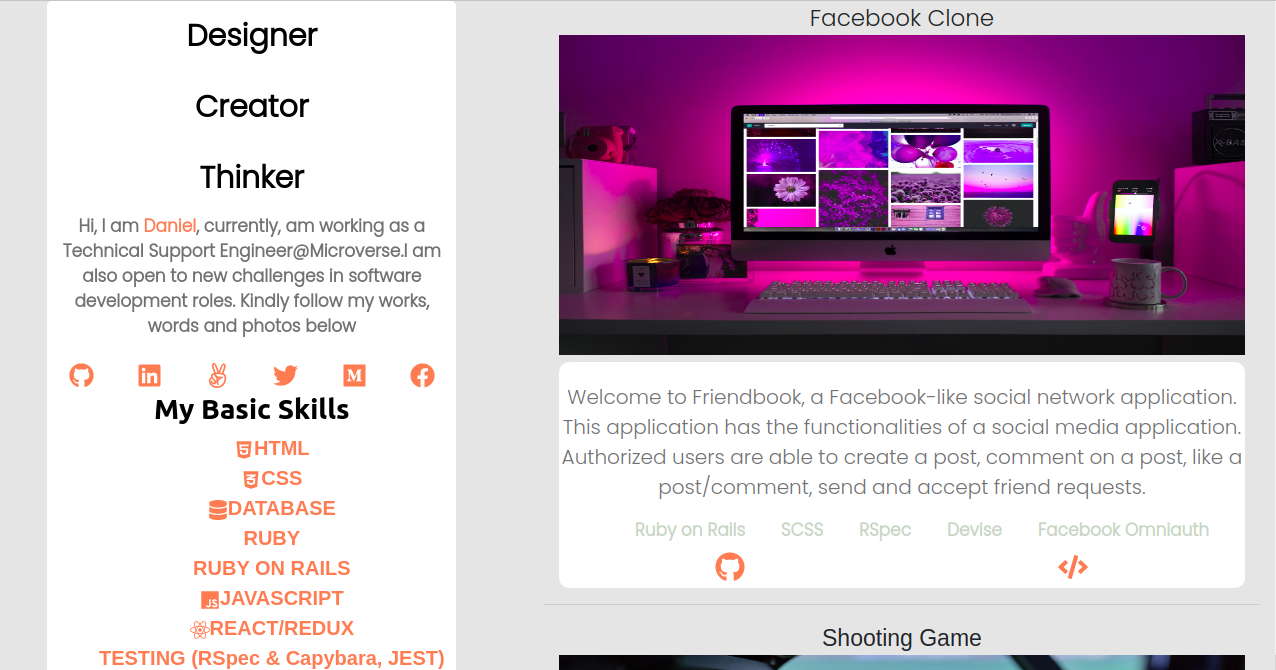 Designer
Creator
Thinker
Hi, I am Daniel, currently, am working as a
Technical Support Engineer@Microverse.I am
also open to new challenges in software
development roles. Kindly follow my works,
words and photos below
My Basic Skills
HTML
CSS
DATABASE
RUBY
RUBY ON RAILS
JAVASCRIPT
REACT/REDUX
TESTING (RSpec & Capybara, JEST)
Facebook Clone
Welcome to Friendbook, a Facebook-like social network application.
This application has the functionalities of a social media application.
Authorized users are able to create a post, comment on a post, like a
post/comment, send and accept friend requests.
Ruby on Rails SCSS RSpec Devise Facebook Omniauth
Shooting Game